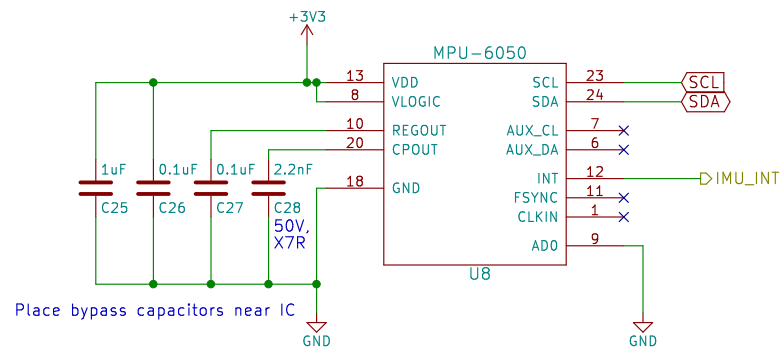 +3V3
MPU-6050
13 VDD SCL 23 SCL
8 VLOGIC SDA 24 SDA
10 REGOUT AUX_CL 7
20 CPOUT AUX_DA 6
1uF 0.1uF 0.1uF 2.2nF
INT 12 IMU_INT
18 GND
FSYNC 11
C25 C26 C27 C28
CLKIN 1
50V,
X7R
AD0 9
U8
Place bypass capacitors near IC
GND GND